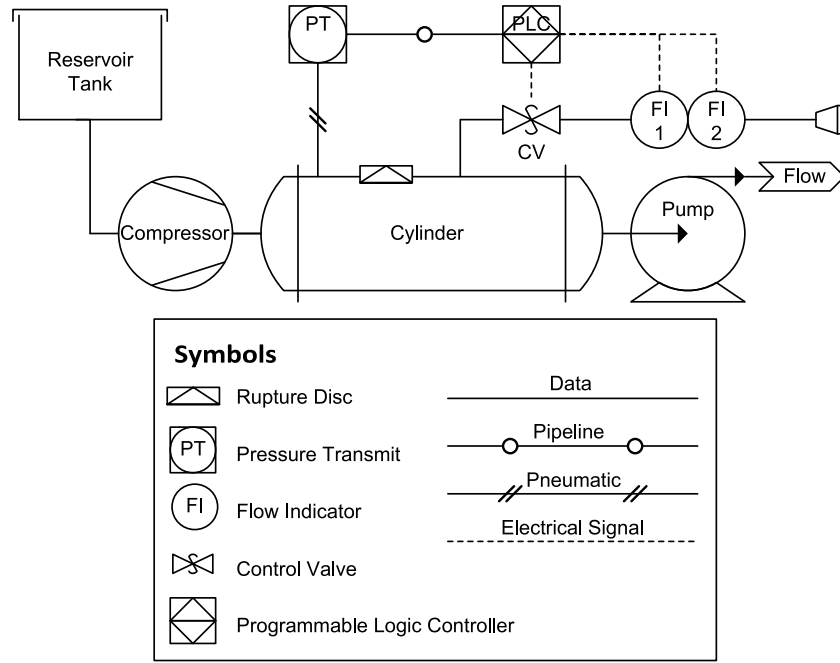 Reservoir
Tank
PT
PLC
FI
1
FI
2
CV
Compressor
Cylinder
Pump
Flow
Symbols
Rupture Disc
PT
Pressure Transmit
FI
Flow Indicator
Control Valve
Programmable Logic Controller
Data
Pipeline
Pneumatic
Electrical Signal